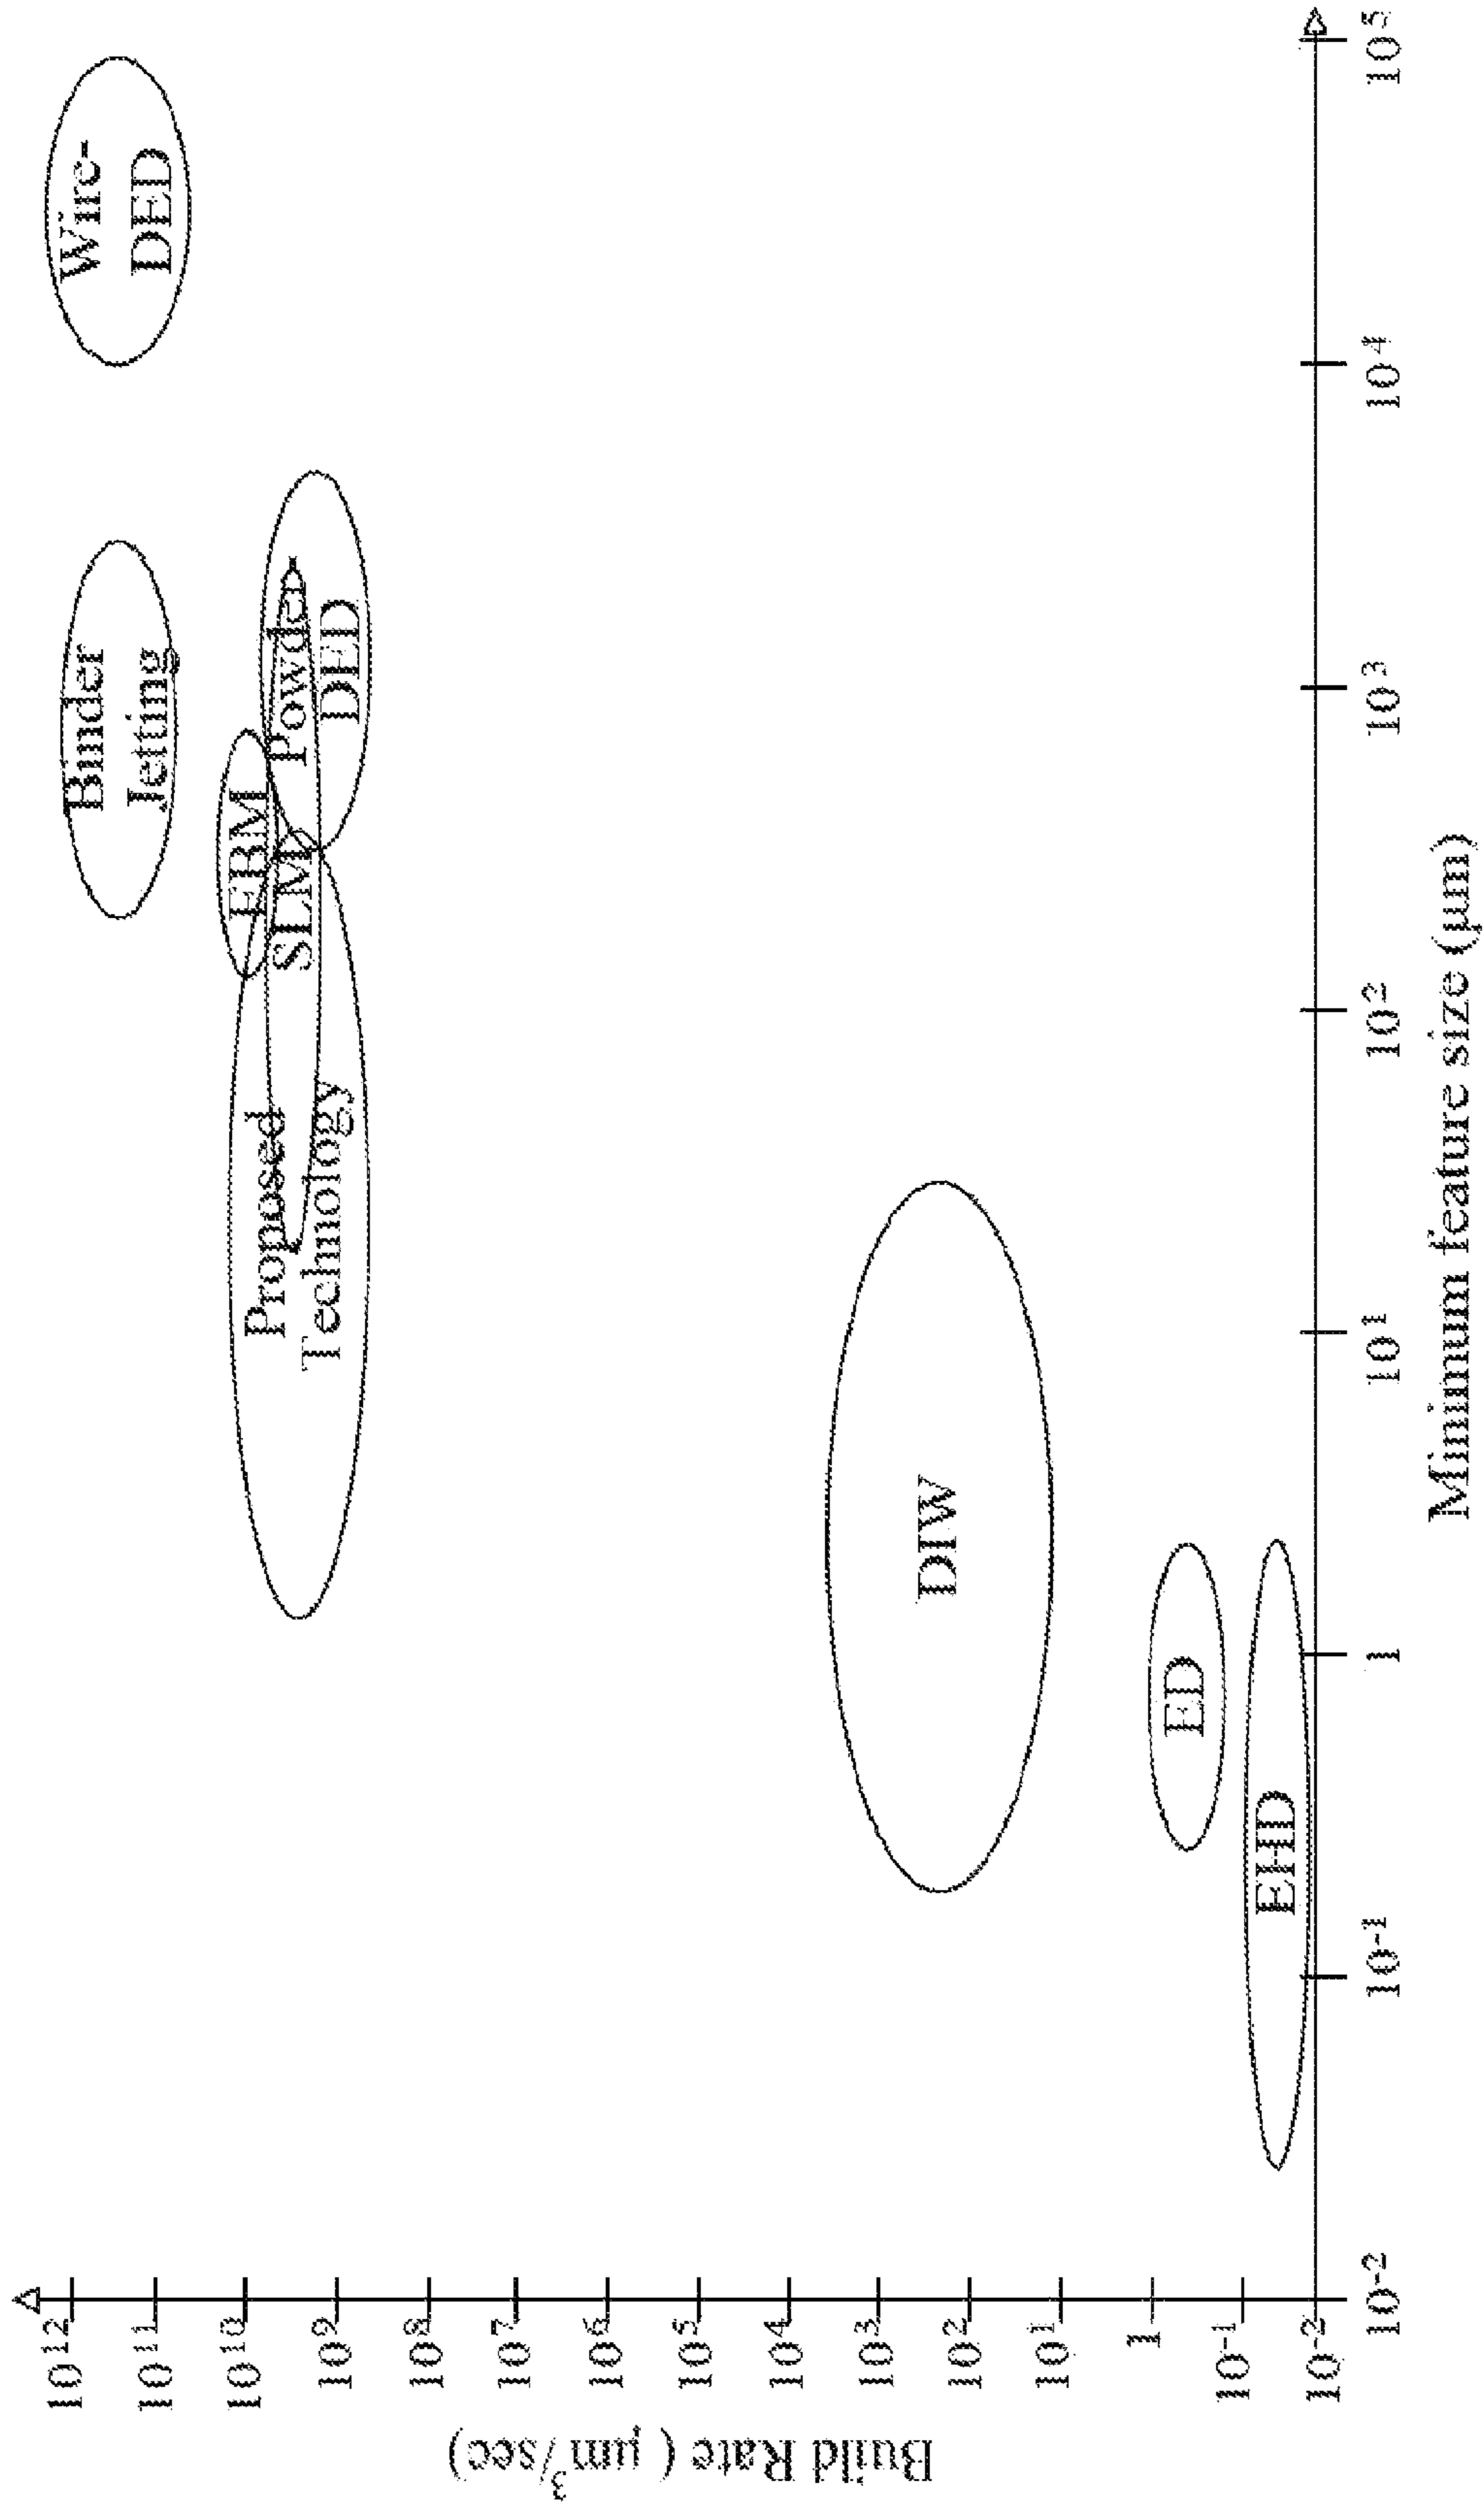 Build Rate ( μm³/sec)
10¹²
10¹¹
10¹⁰
10⁹
10⁸
10⁷
10⁶
10⁵
10⁴
10³
10²
10¹
1
10⁻¹
10⁻²
Binder
Jetting
Wire-
DED
EBM
SLM
Powder
DED
Proposed
Technology
DIW
ED
EHD
10⁻²
10⁻¹
1
10¹
10²
10³
10⁴
10⁵
Minimum feature size (μm)